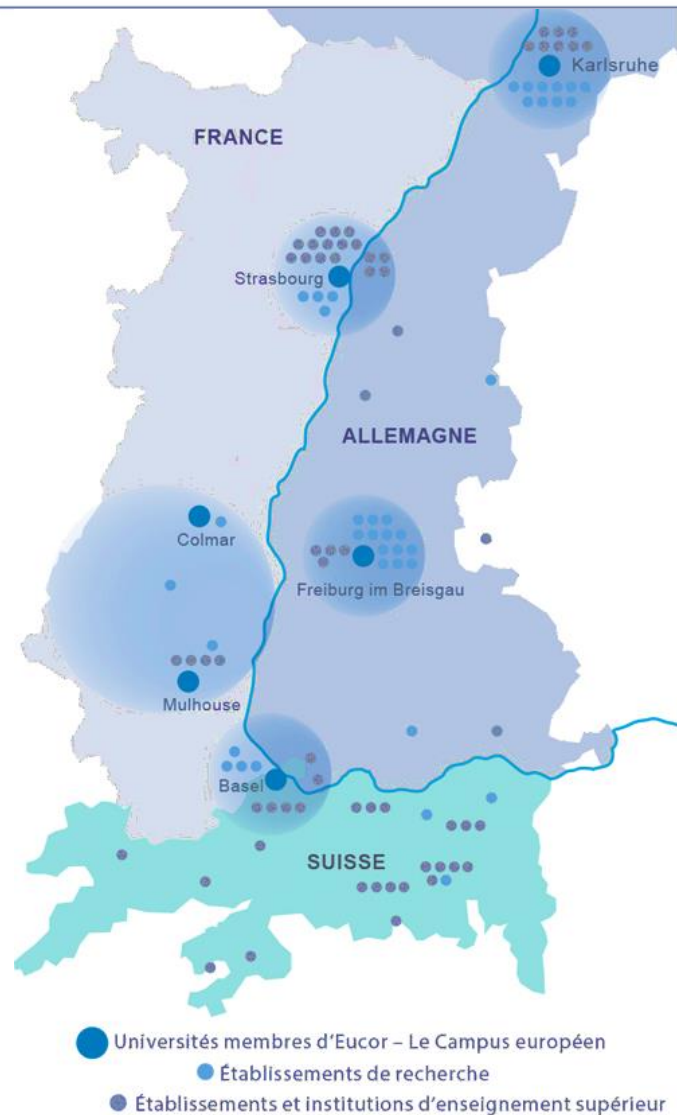 Karlsruhe
FRANCE
Strasbourg
ALLEMAGNE
Colmar
Freiburg im Breisgau
Mulhouse
Basel
SUISSE
Universités membres d'Eucor – Le Campus européen
Établissements de recherche
Établissements et institutions d'enseignement supérieur